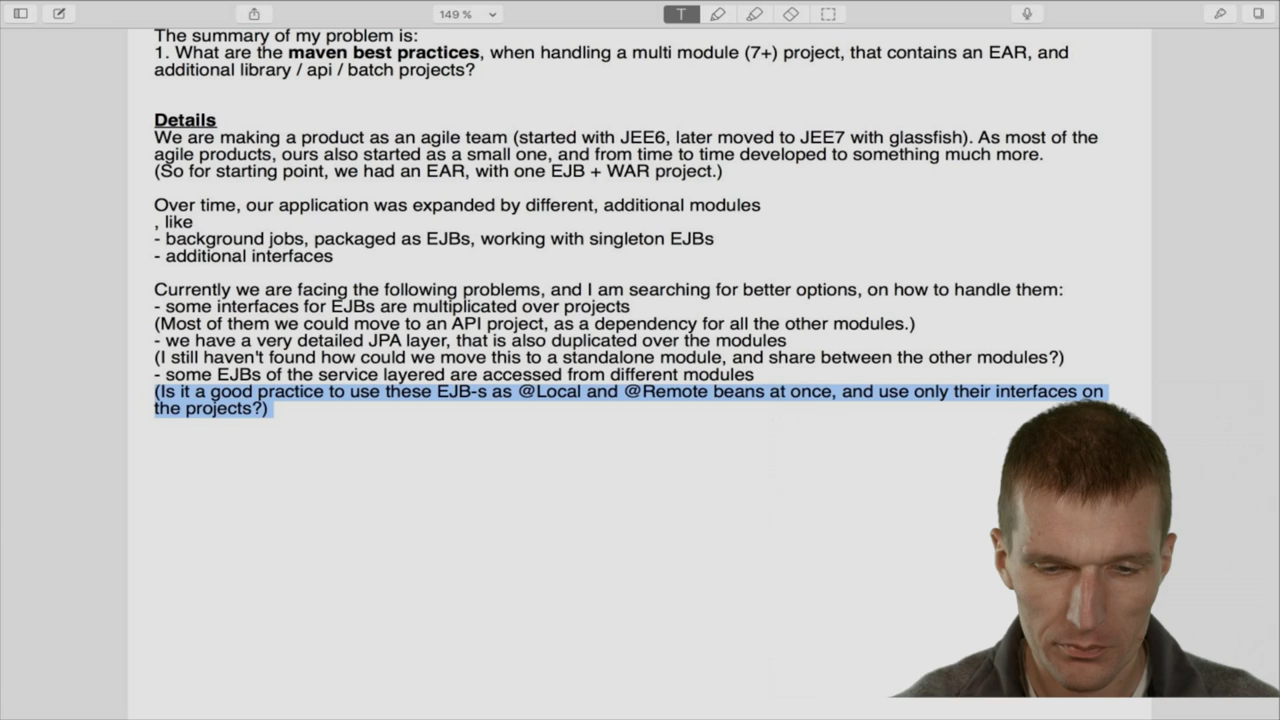 149 %
T
The summary of my problem is:
1. What are the maven best practices, when handling a multi module (7+) project, that contains an EAR, and
additional library / api / batch projects?
Details
We are making a product as an agile team (started with JEE6, later moved to JEE7 with glassfish). As most of the
agile products, ours also started as a small one, and from time to time developed to something much more.
(So for starting point, we had an EAR, with one EJB + WAR project.)
Over time, our application was expanded by different, additional modules
, like
- background jobs, packaged as EJBs, working with singleton EJBs
- additional interfaces
Currently we are facing the following problems, and I am searching for better options, on how to handle them:
- some interfaces for EJBs are multiplicated over projects
(Most of them we could move to an API project, as a dependency for all the other modules.)
- we have a very detailed JPA layer, that is also duplicated over the modules
(I still haven't found how could we move this to a standalone module, and share between the other modules?)
- some EJBs of the service layered are accessed from different modules
(Is it a good practice to use these EJB-s as @Local and @Remote beans at once, and use only their interfaces on
the projects?)